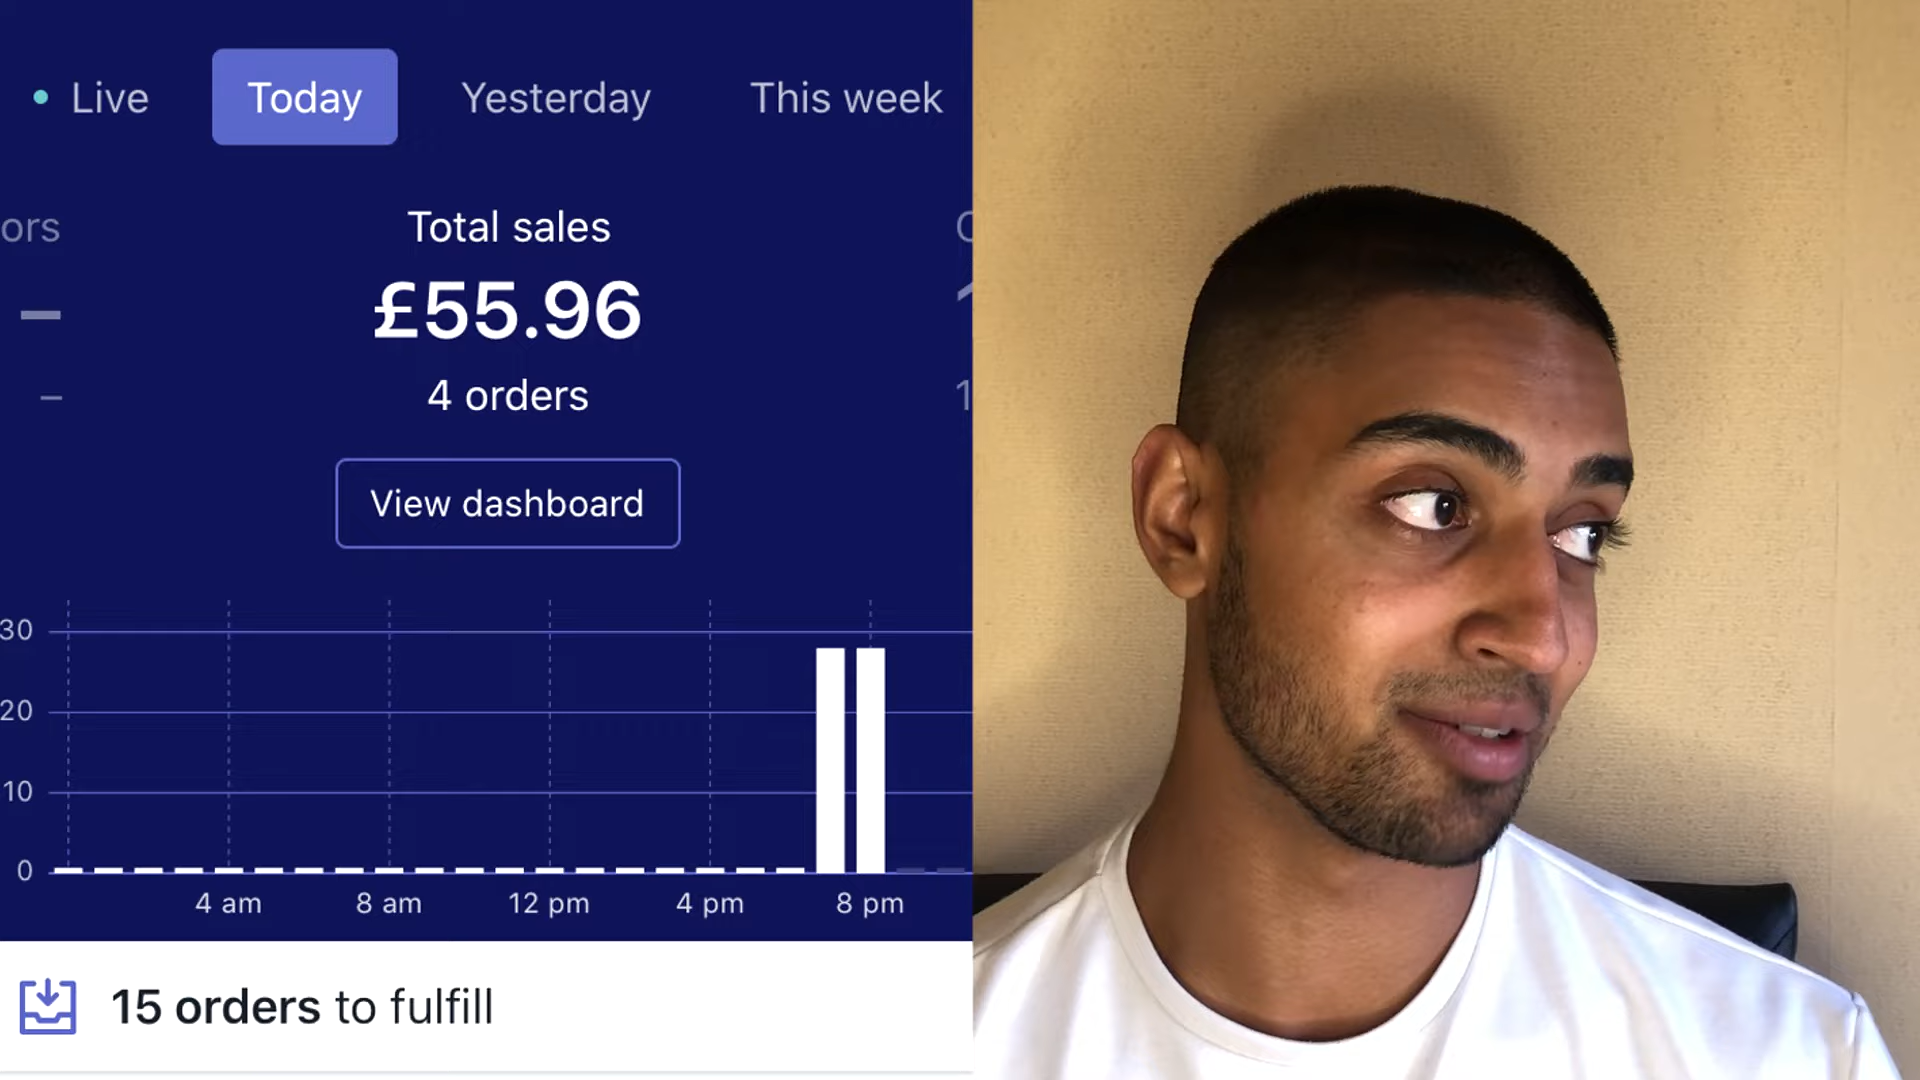 Live Today Yesterday This week
ors Total sales
£55.96
4 orders
View dashboard
30
20
10
0
4 am 8 am 12 pm 4 pm 8 pm
15 orders to fulfill